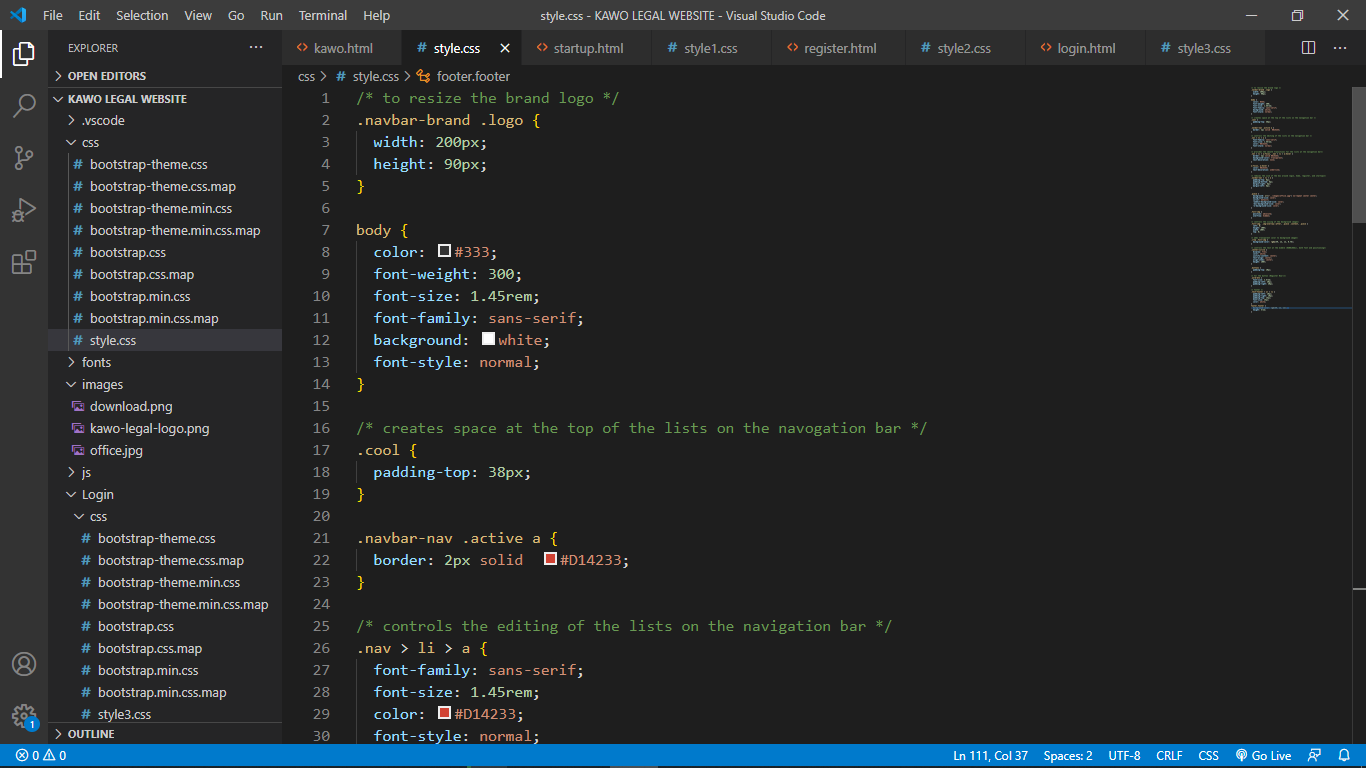 File Edit Selection View Go Run Terminal Help
style.css - KAWO LEGAL WEBSITE - Visual Studio Code
EXPLORER
OPEN EDITORS
KAWO LEGAL WEBSITE
.vscode
css
# bootstrap-theme.css
# bootstrap-theme.css.map
# bootstrap-theme.min.css
# bootstrap-theme.min.css.map
# bootstrap.css
# bootstrap.css.map
# bootstrap.min.css
# bootstrap.min.css.map
# style.css
fonts
images
download.png
kawo-legal-logo.png
office.jpg
js
Login
css
# bootstrap-theme.css
# bootstrap-theme.css.map
# bootstrap-theme.min.css
# bootstrap-theme.min.css.map
# bootstrap.css
# bootstrap.css.map
# bootstrap.min.css
# bootstrap.min.css.map
# style3.css
OUTLINE
<> kawo.html # style.css <> startup.html # style1.css <> register.html # style2.css <> login.html # style3.css
css > # style.css > footer.footer
1 /* to resize the brand logo */
2 .navbar-brand .logo {
3 width: 200px;
4 height: 90px;
5 }
6
7 body {
8 color: #333;
9 font-weight: 300;
10 font-size: 1.45rem;
11 font-family: sans-serif;
12 background: white;
13 font-style: normal;
14 }
15
16 /* creates space at the top of the lists on the navogation bar */
17 .cool {
18 padding-top: 38px;
19 }
20
21 .navbar-nav .active a {
22 border: 2px solid #D14233;
23 }
24
25 /* controls the editing of the lists on the navigation bar */
26 .nav > li > a {
27 font-family: sans-serif;
28 font-size: 1.45rem;
29 color: #D14233;
30 font-style: normal;
1
0 0 Ln 111, Col 37 Spaces: 2 UTF-8 CRLF CSS Go Live